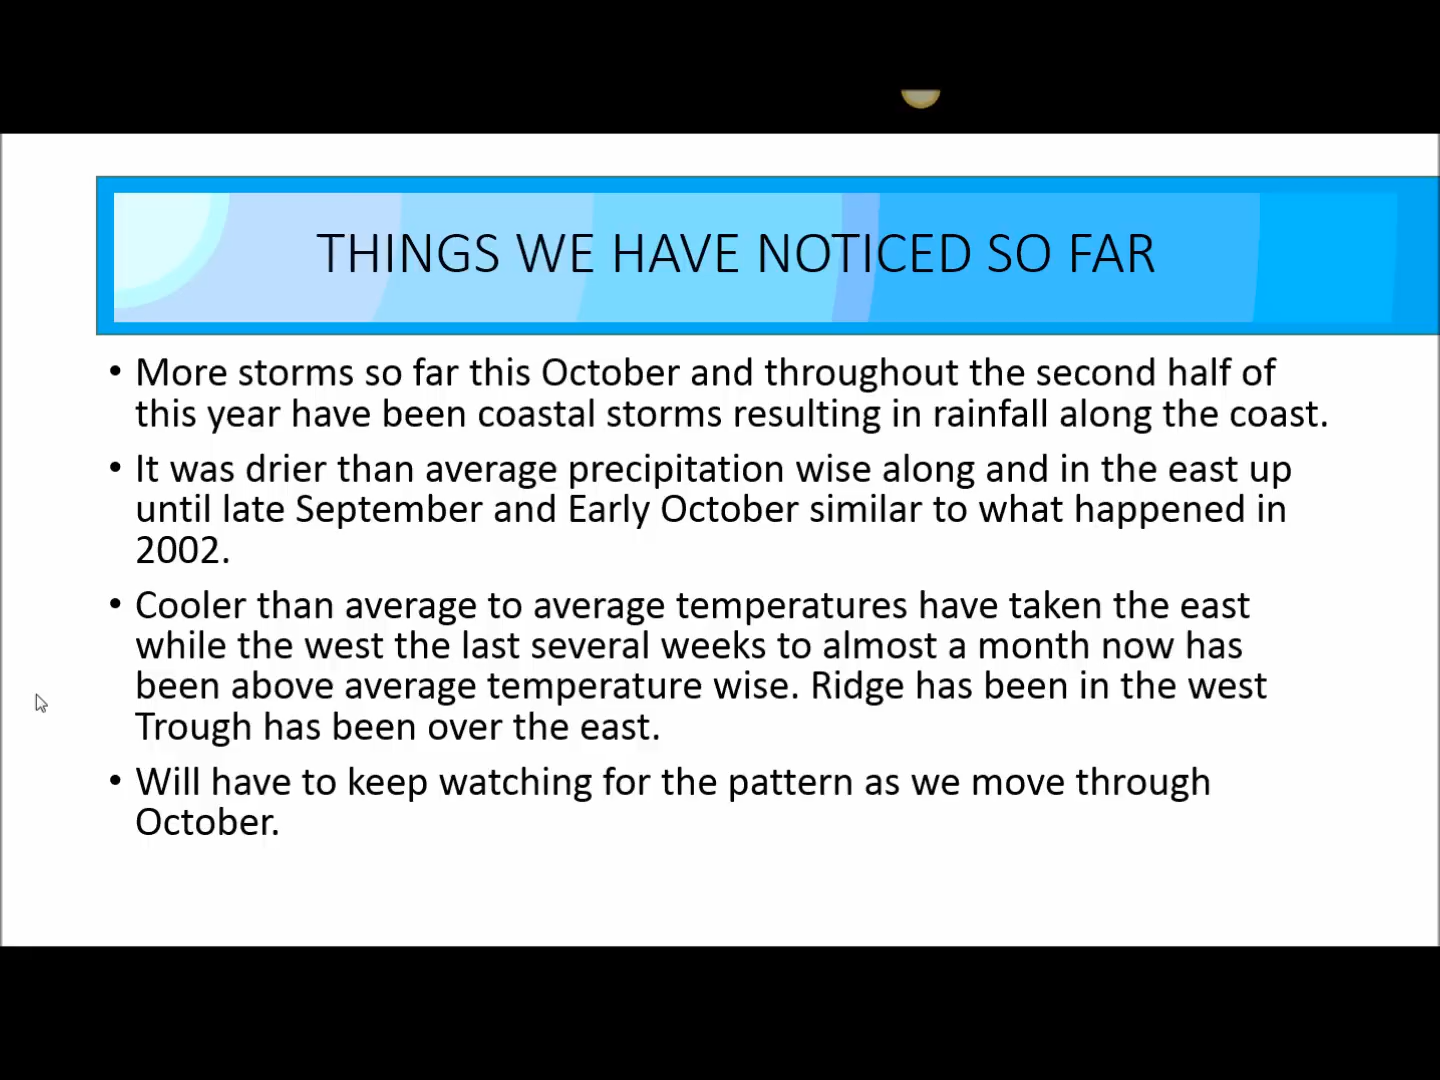 THINGS WE HAVE NOTICED SO FAR
• More storms so far this October and throughout the second half of
this year have been coastal storms resulting in rainfall along the coast.
• It was drier than average precipitation wise along and in the east up
until late September and Early October similar to what happened in
2002.
• Cooler than average to average temperatures have taken the east
while the west the last several weeks to almost a month now has
been above average temperature wise. Ridge has been in the west
Trough has been over the east.
• Will have to keep watching for the pattern as we move through
October.